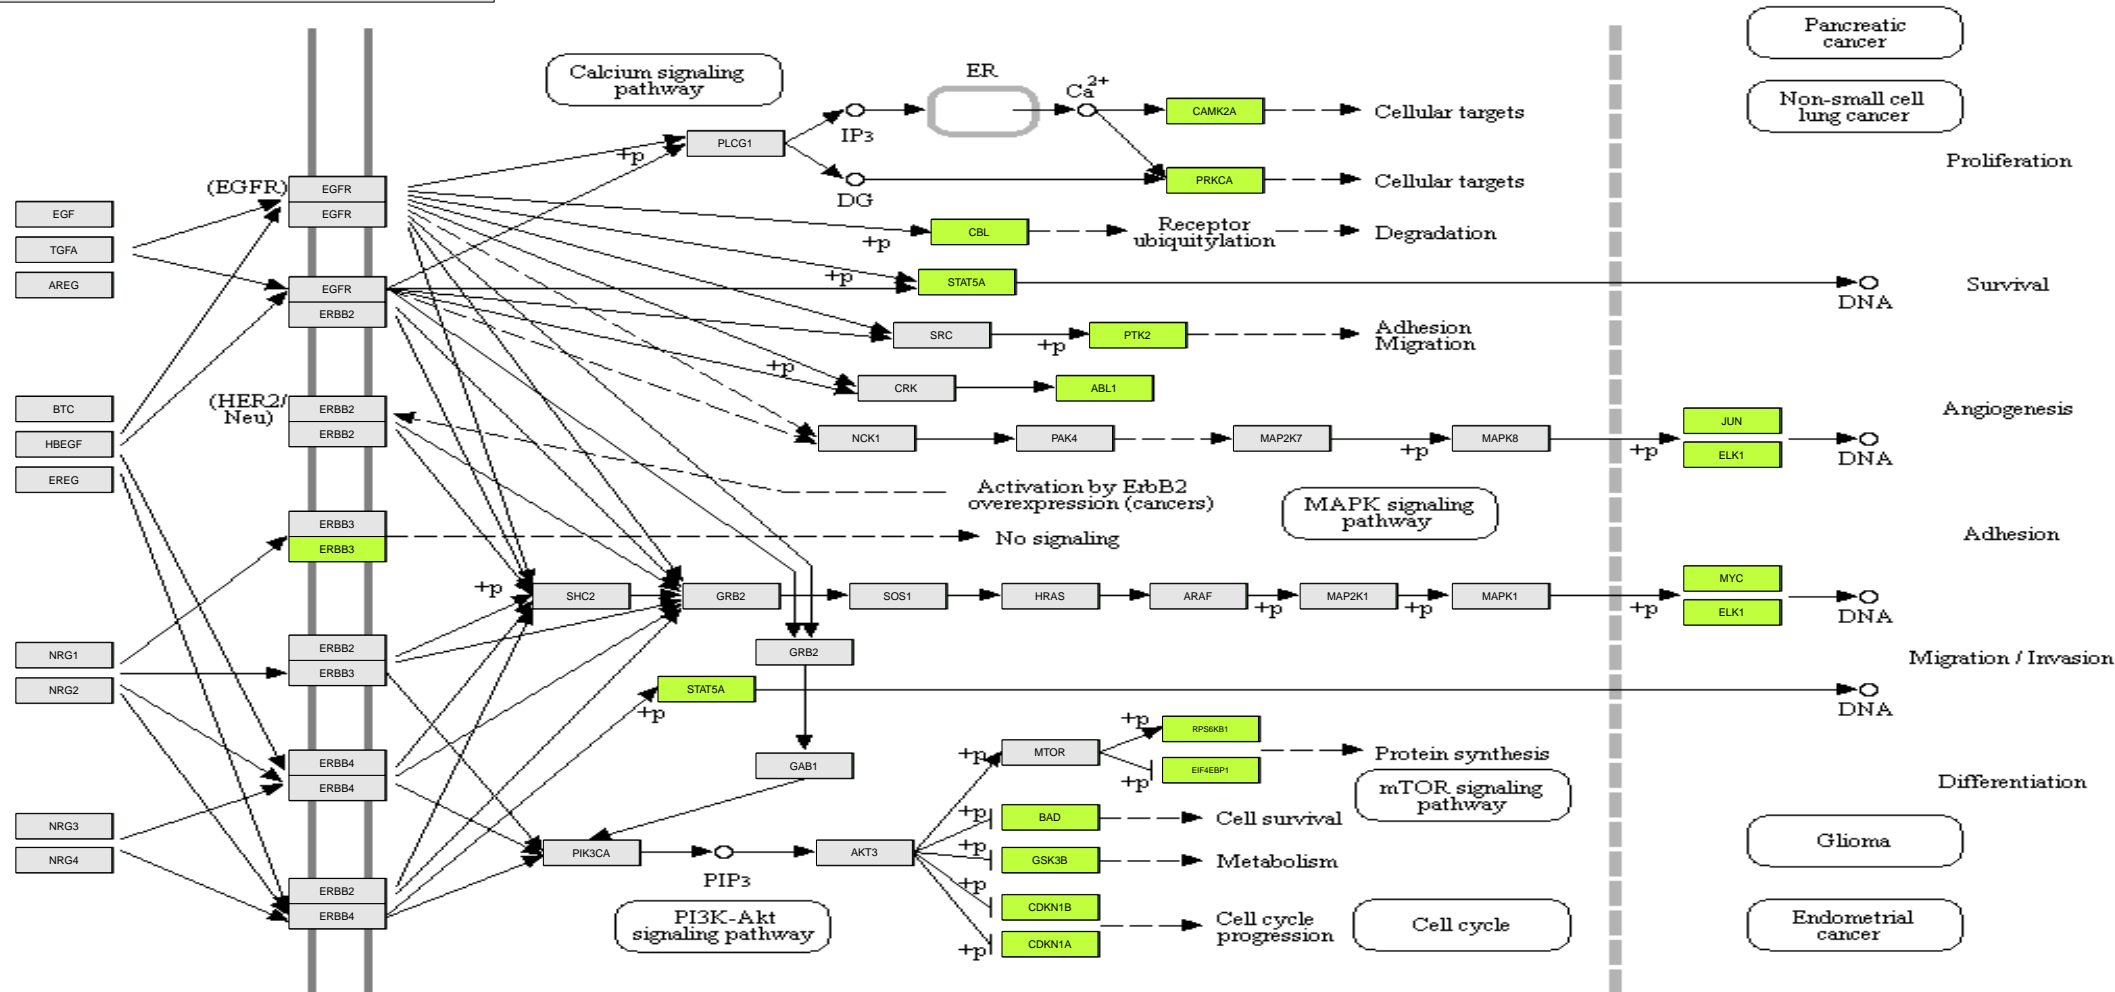 Calcium signaling
pathway
ER
Ca2+
IP3
DG
PLCG1
+p
CAMK2A
Cellular targets
PRKCA
Cellular targets
Pancreatic
cancer
Non-small cell
lung cancer
Proliferation
(EGFR)
EGFR
EGFR
EGF
TGFA
AREG
EGFR
ERBB2
+p
CBL
Receptor
ubiquitylation
Degradation
+p
STAT5A
DNA
Survival
SRC
+p
PTK2
Adhesion
Migration
+p
CRK
ABL1
BTC
HBEGF
EREG
(HER2/
Neu)
ERBB2
ERBB2
NCK1
PAK4
MAP2K7
+p
MAPK8
+p
JUN
ELK1
DNA
Angiogenesis
Activation by ErbB2
overexpression (cancers)
MAPK signaling
pathway
ERBB3
ERBB3
No signaling
Adhesion
+p
SHC2
GRB2
SOS1
HRAS
ARAF
+p
MAP2K1
+p
MAPK1
+p
MYC
ELK1
DNA
NRG1
NRG2
ERBB2
ERBB3
GRB2
Migration / Invasion
+p
STAT5A
DNA
ERBB4
ERBB4
GAB1
+p
MTOR
+p
RPS6KB1
+p
EIF4EBP1
Protein synthesis
mTOR signaling
pathway
Differentiation
NRG3
NRG4
+p
BAD
Cell survival
PIK3CA
PIP3
AKT3
+p
GSK3B
Metabolism
Glioma
ERBB2
ERBB4
PI3K-Akt
signaling pathway
+p
CDKN1B
+p
CDKN1A
Cell cycle
progression
Cell cycle
Endometrial
cancer